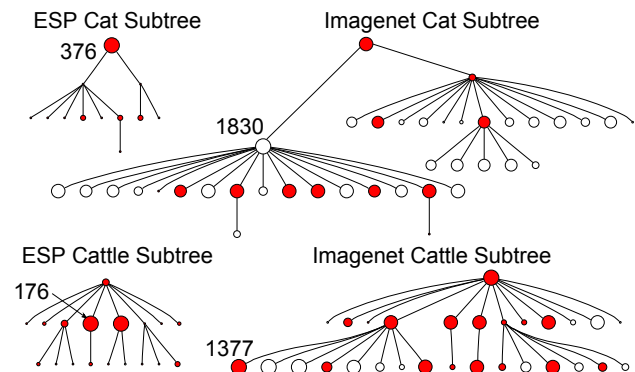 ESP Cat Subtree
Imagenet Cat Subtree
376
1830
ESP Cattle Subtree
Imagenet Cattle Subtree
176
1377